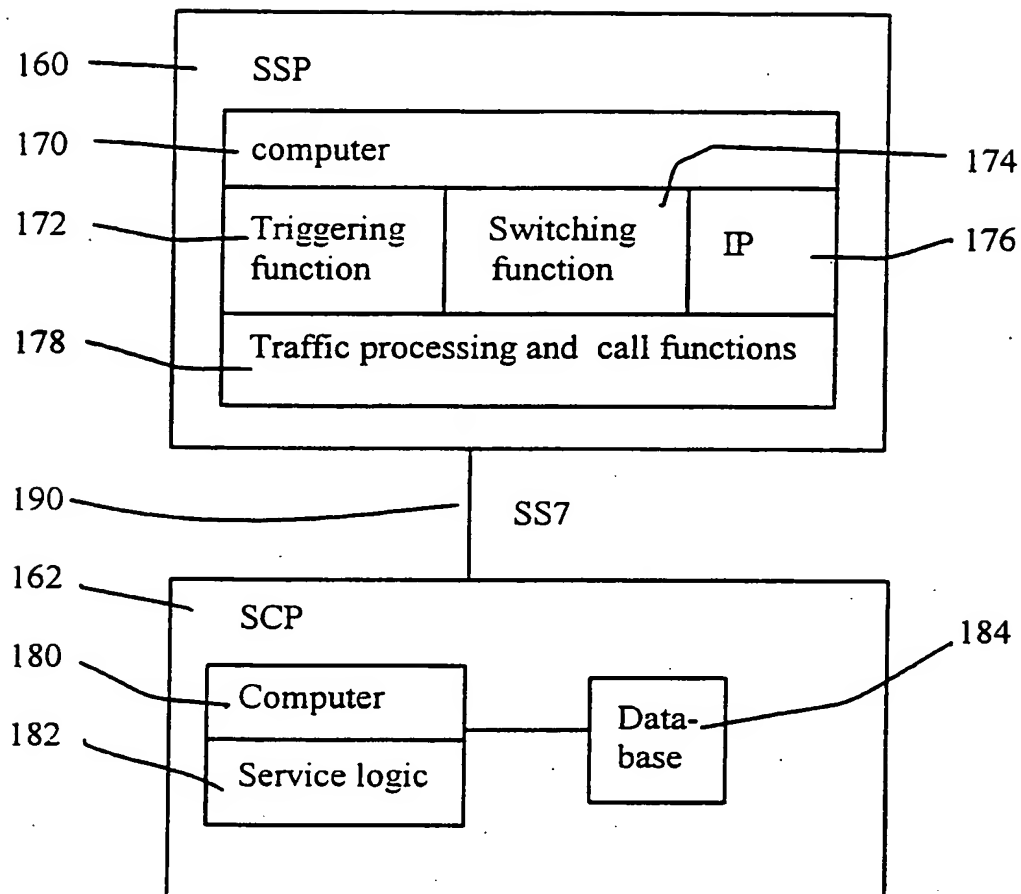 160
SSP
170
computer
174
172
Triggering
function
Switching
function
IP
176
178
Traffic processing and call functions
190
SS7
162
SCP
180
Computer
184
Data-
base
182
Service logic